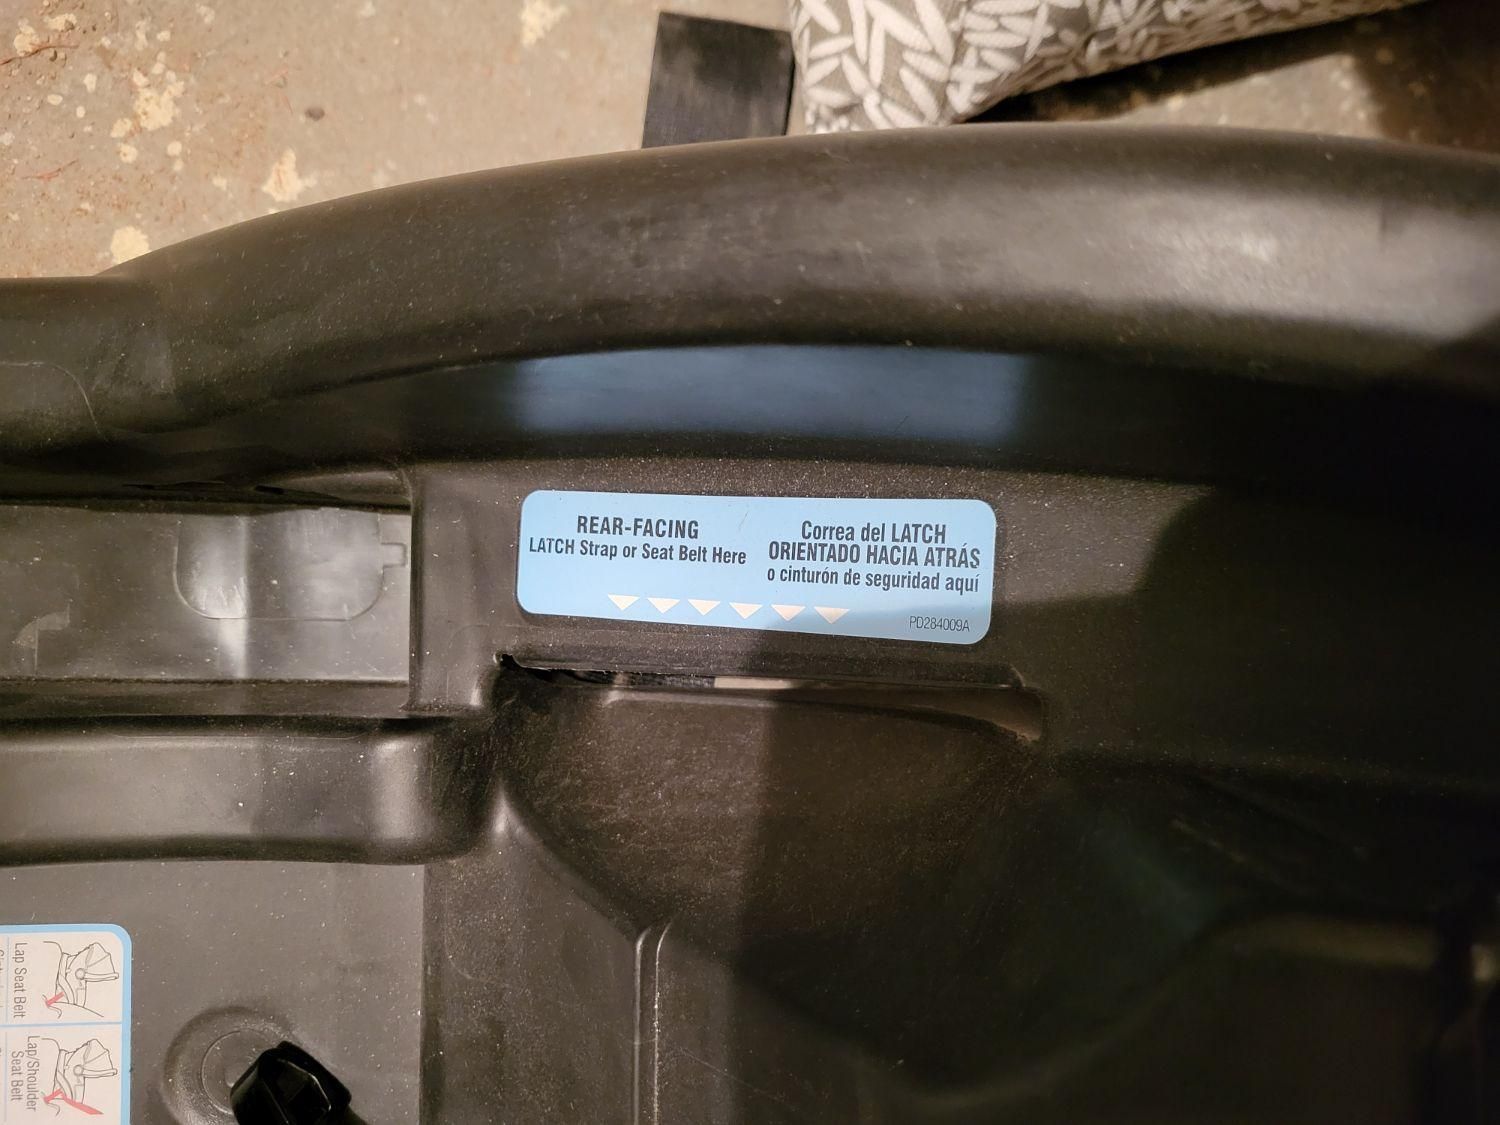 REAR-FACING
LATCH Strap or Seat Belt Here
Correa del LATCH
ORIENTADO HACIA ATRÁS
o cinturón de seguridad aquí
PD284009A
Lap Seat Belt
Lap/Shoulder
Seat Belt